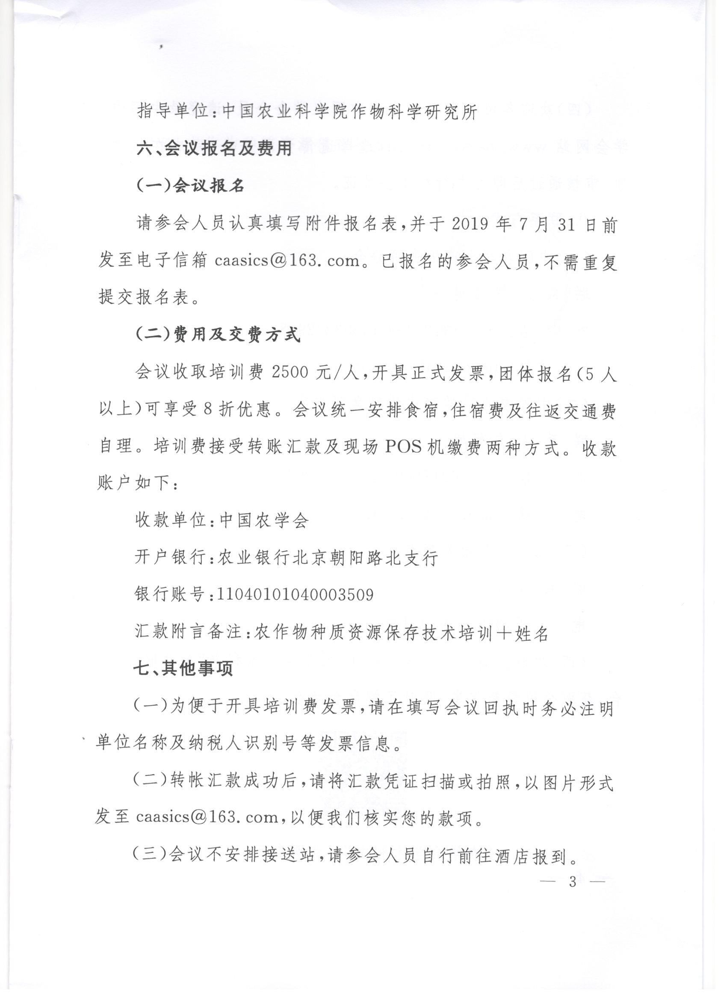 指导单位:中国农业科学院作物科学研究所
六、会议报名及费用
(一)会议报名
请参会人员认真填写附件报名表,并于 2019 年 7 月 31 日前
发至电子信箱 caasics@163.com。已报名的参会人员,不需重复
提交报名表。
(二)费用及交费方式
会议收取培训费 2500 元/人,开具正式发票,团体报名(5 人
以上)可享受 8 折优惠。会议统一安排食宿,住宿费及往返交通费
自理。培训费接受转账汇款及现场 POS 机缴费两种方式。收款
账户如下:
收款单位:中国农学会
开户银行:农业银行北京朝阳路北支行
银行账号:11040101040003509
汇款附言备注:农作物种质资源保存技术培训＋姓名
七、其他事项
(一)为便于开具培训费发票,请在填写会议回执时务必注明
单位名称及纳税人识别号等发票信息。
(二)转帐汇款成功后,请将汇款凭证扫描或拍照,以图片形式
发至 caasics@163.com,以便我们核实您的款项。
(三)会议不安排接送站,请参会人员自行前往酒店报到。
— 3 —